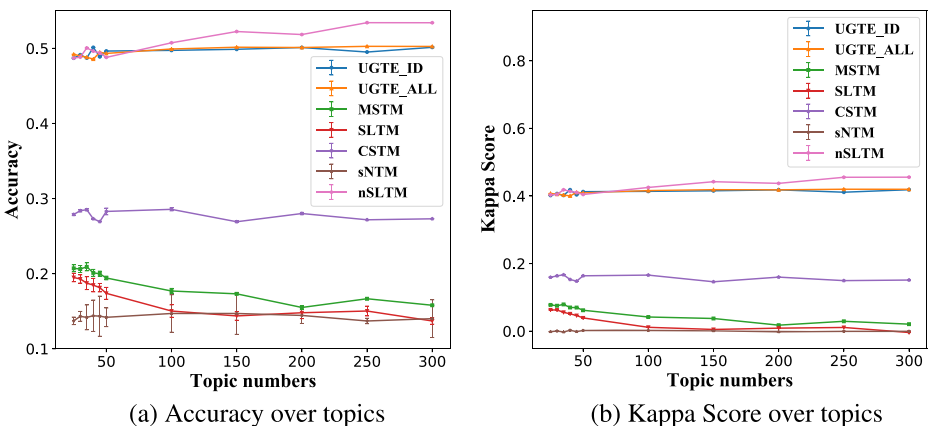 0.5
0.4
0.3
0.2
0.1
Accuracy
50
100
150
200
250
300
Topic numbers
UGTE_ID
UGTE_ALL
MSTM
SLTM
CSTM
sNTM
nSLTM
(a) Accuracy over topics
0.8
0.6
0.4
0.2
0.0
Kappa Score
50
100
150
200
250
300
Topic numbers
UGTE_ID
UGTE_ALL
MSTM
SLTM
CSTM
sNTM
nSLTM
(b) Kappa Score over topics